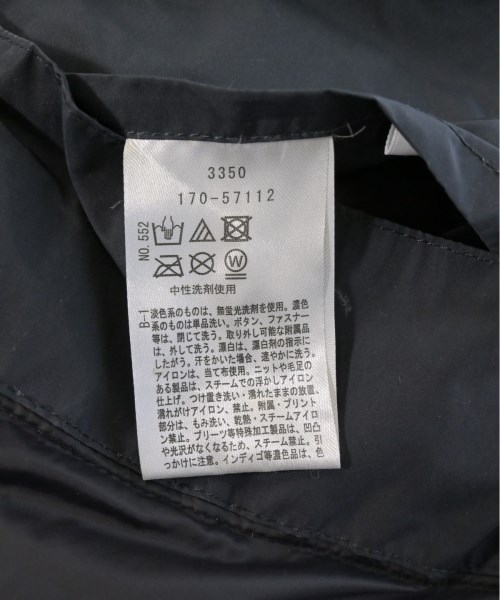 3350
170-57112
NO. 552
W
中性洗剤使用
B-1
淡色系のものは、無蛍光洗剤を使用。濃色
系のものは単品洗い。ボタン、ファスナー
等は、閉じて洗う。取り外し可能な附属品
は、外して洗う。漂白は、漂白剤の指示に
したがう。汗をかいた場合、速やかに洗う。
アイロンは、当て布使用。ニットや毛足の
ある製品は、スチームでの浮かしアイロン
仕上げ。つけ置き洗い・濡れたままの放置、
濡れがけアイロン、禁止。附属・プリント
部分は、もみ洗い、乾熱・スチームアイロ
ン禁止。プリーツ等特殊加工製品は、凹凸
や光沢がなくなるため、スチーム禁止。引
っかけに注意。インディゴ等濃色品は、色